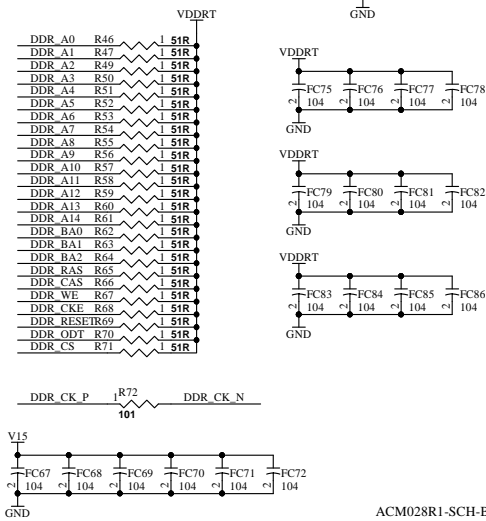 VDDRT
GND
DDR_A0 R46 1 51R
DDR_A1 R47 1 51R
DDR_A2 R49 1 51R
DDR_A3 R50 1 51R
DDR_A4 R51 1 51R
DDR_A5 R52 1 51R
DDR_A6 R53 1 51R
DDR_A7 R54 1 51R
DDR_A8 R55 1 51R
DDR_A9 R56 1 51R
DDR_A10 R57 1 51R
DDR_A11 R58 1 51R
DDR_A12 R59 1 51R
DDR_A13 R60 1 51R
DDR_A14 R61 1 51R
DDR_BA0 R62 1 51R
DDR_BA1 R63 1 51R
DDR_BA2 R64 1 51R
DDR_RAS R65 1 51R
DDR_CAS R66 1 51R
DDR_WE R67 1 51R
DDR_CKE R68 1 51R
DDR_RESET R69 1 51R
DDR_ODT R70 1 51R
DDR_CS R71 1 51R
VDDRT
FC75 FC76 FC77 FC78
2 104 2 104 2 104 2 104
GND
VDDRT
FC79 FC80 FC81 FC82
2 104 2 104 2 104 2 104
GND
VDDRT
FC83 FC84 FC85 FC86
2 104 2 104 2 104 2 104
GND
DDR_CK_P 1 R72 DDR_CK_N
101
V15
FC67 FC68 FC69 FC70 FC71 FC72
2 104 2 104 2 104 2 104 2 104 2 104
GND
ACM028R1-SCH-B